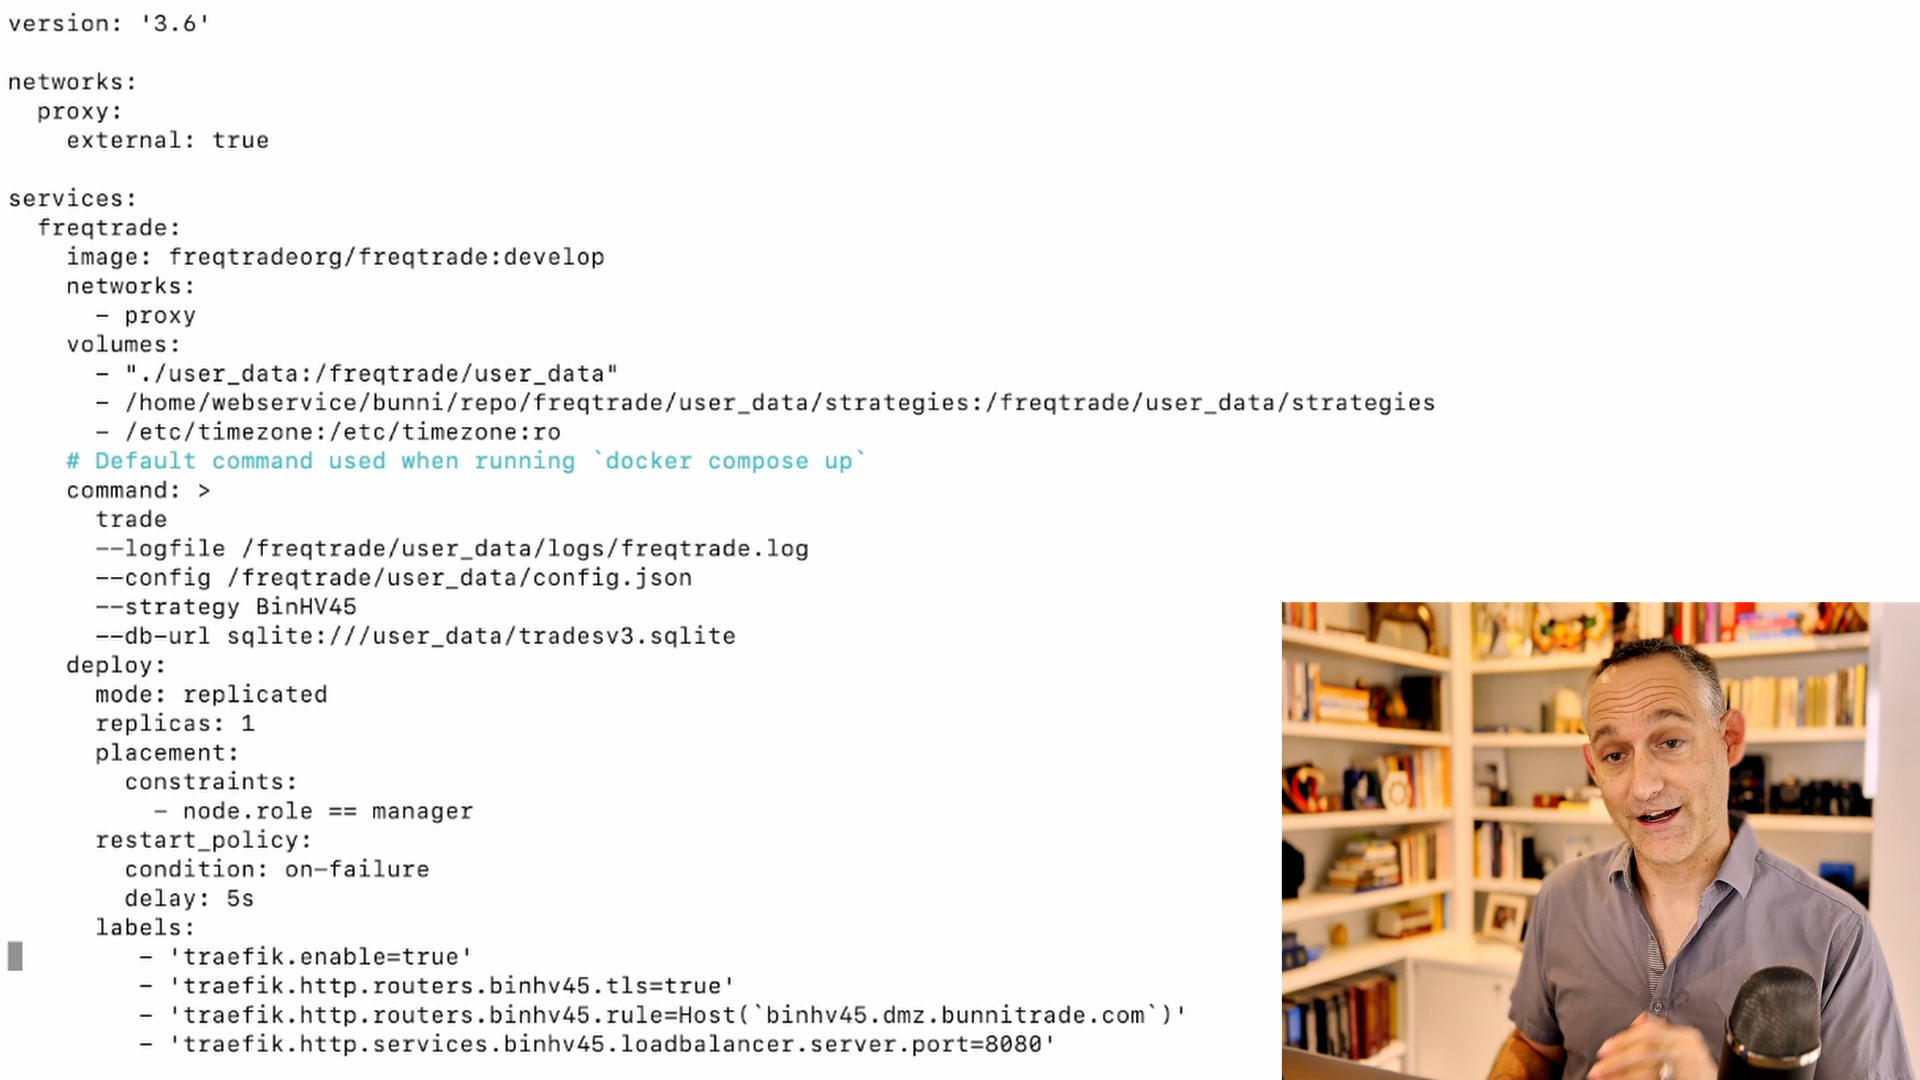 version: '3.6'
networks:
proxy:
external: true
services:
freqtrade:
image: freqtradeorg/freqtrade:develop
networks:
- proxy
volumes:
- "./user_data:/freqtrade/user_data"
- /home/webservice/bunni/repo/freqtrade/user_data/strategies:/freqtrade/user_data/strategies
- /etc/timezone:/etc/timezone:ro
# Default command used when running `docker compose up`
command: >
trade
--logfile /freqtrade/user_data/logs/freqtrade.log
--config /freqtrade/user_data/config.json
--strategy BinHV45
--db-url sqlite:///user_data/tradesv3.sqlite
deploy:
mode: replicated
replicas: 1
placement:
constraints:
- node.role == manager
restart_policy:
condition: on-failure
delay: 5s
labels:
- 'traefik.enable=true'
- 'traefik.http.routers.binhv45.tls=true'
- 'traefik.http.routers.binhv45.rule=Host(`binhv45.dmz.bunnitrade.com`)'
- 'traefik.http.services.binhv45.loadbalancer.server.port=8080'